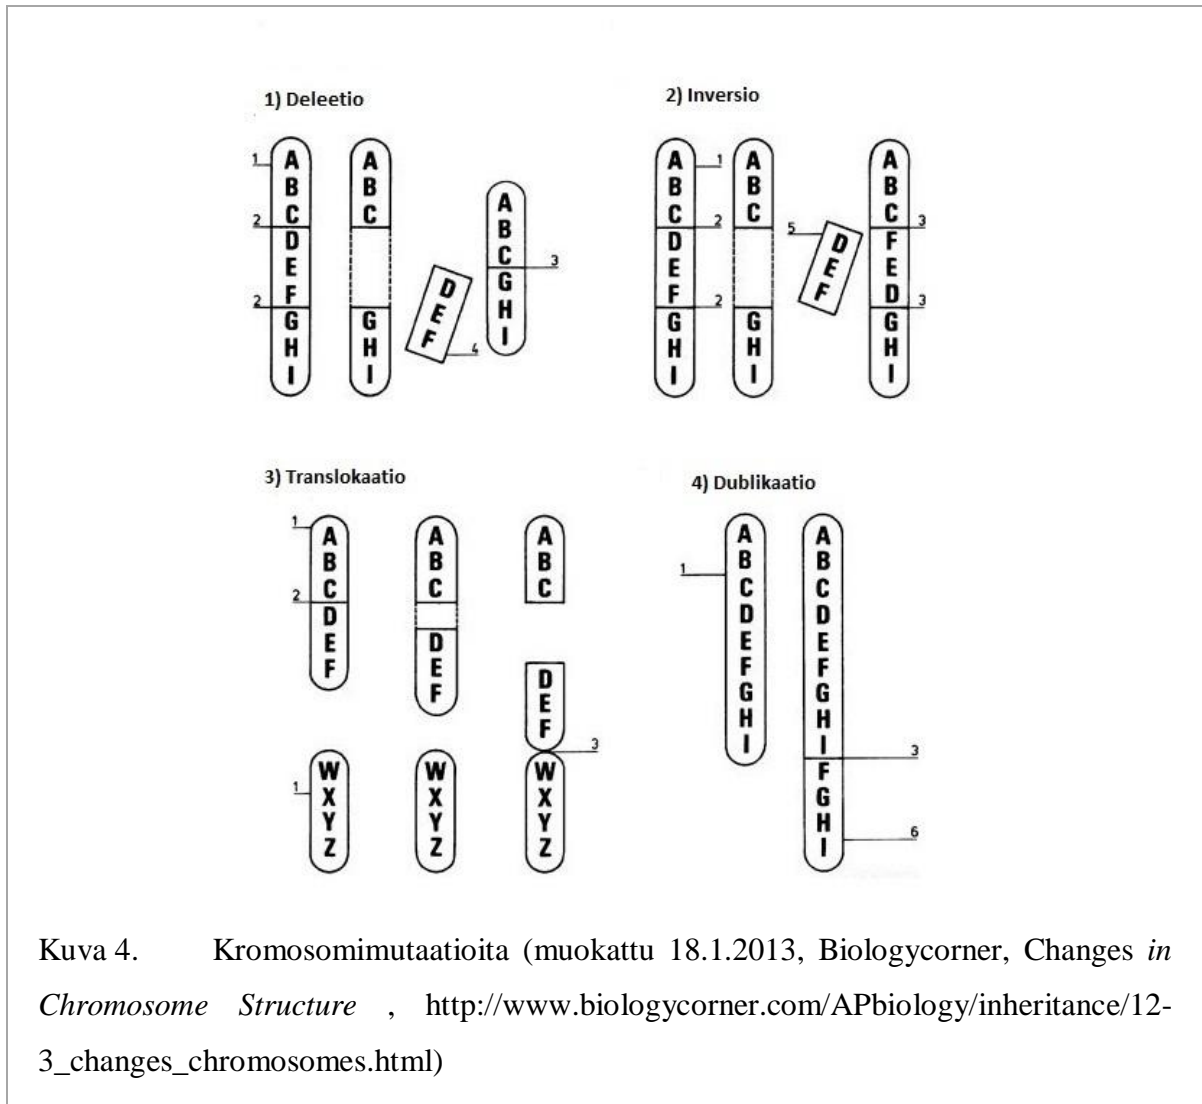 1) Deleetio
2) Inversio
1
A
B
C
2
D
E
F
2
G
H
I
A
B
C
G
H
I
D
E
F
4
A
B
C
3
G
H
I
A
1
B
C
2
D
E
F
2
G
H
I
A
B
C
G
H
I
5
D
E
F
A
B
C
3
F
E
D
3
G
H
I
3) Translokaatio
4) Dublikaatio
1
A
B
C
2
D
E
F
1
W
X
Y
Z
A
B
C
D
E
F
W
X
Y
Z
A
B
C
D
E
F
3
W
X
Y
Z
A
B
1
C
D
E
F
G
H
I
A
B
C
D
E
F
G
H
I
3
F
G
H
6
I
Kuva 4. Kromosomimutaatioita (muokattu 18.1.2013, Biologycorner, Changes in
Chromosome Structure , http://www.biologycorner.com/APbiology/inheritance/12-
3_changes_chromosomes.html)